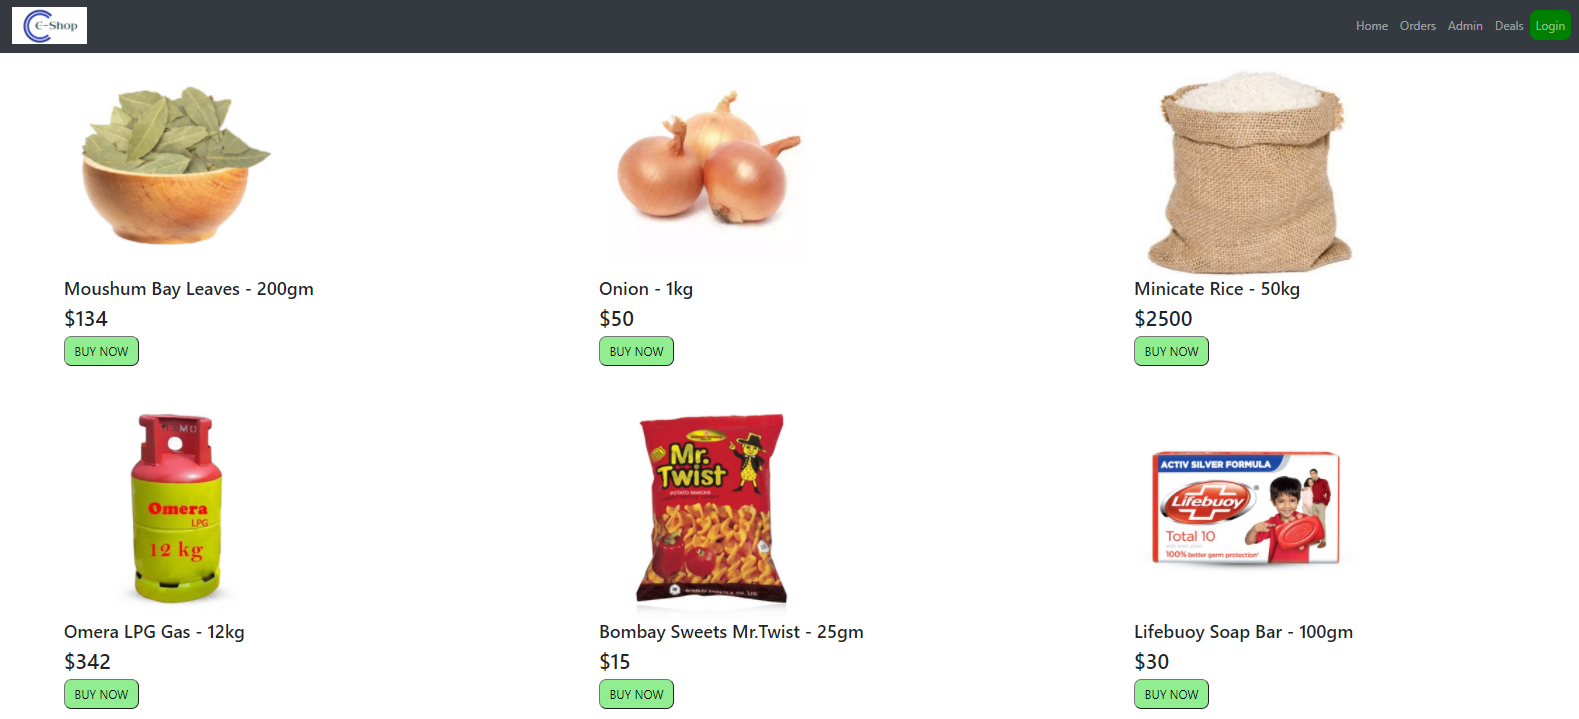 E-Shop
Home Orders Admin Deals Login
Moushum Bay Leaves - 200gm
$134
BUY NOW
Onion - 1kg
$50
BUY NOW
Minicate Rice - 50kg
$2500
BUY NOW
Omera
LPG
12 kg
Omera LPG Gas - 12kg
$342
BUY NOW
Mr.
Twist
POTATO SNACKS
Bombay Sweets Mr.Twist - 25gm
$15
BUY NOW
ACTIV SILVER FORMULA
Lifebuoy
Total 10
100% better germ protection*
Lifebuoy Soap Bar - 100gm
$30
BUY NOW